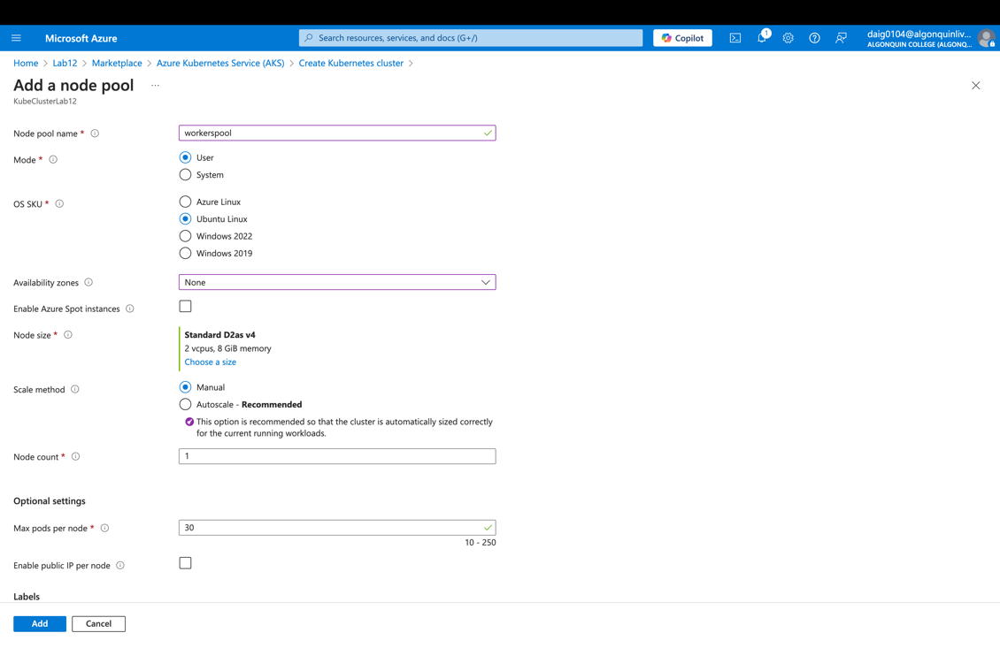 Microsoft Azure
Search resources, services, and docs (G+/)
Copilot
1
daig0104@algonquinliv...
ALGONQUIN COLLEGE (ALGONQ...
Home > Lab12 > Marketplace > Azure Kubernetes Service (AKS) > Create Kubernetes cluster >
Add a node pool ...
KubeClusterLab12
Node pool name * workerspool
Mode * User
System
OS SKU * Azure Linux
Ubuntu Linux
Windows 2022
Windows 2019
Availability zones None
Enable Azure Spot instances
Node size * Standard D2as v4
2 vcpus, 8 GiB memory
Choose a size
Scale method Manual
Autoscale - Recommended
This option is recommended so that the cluster is automatically sized correctly
for the current running workloads.
Node count * 1
Optional settings
Max pods per node * 30
10 - 250
Enable public IP per node
Labels
Add Cancel